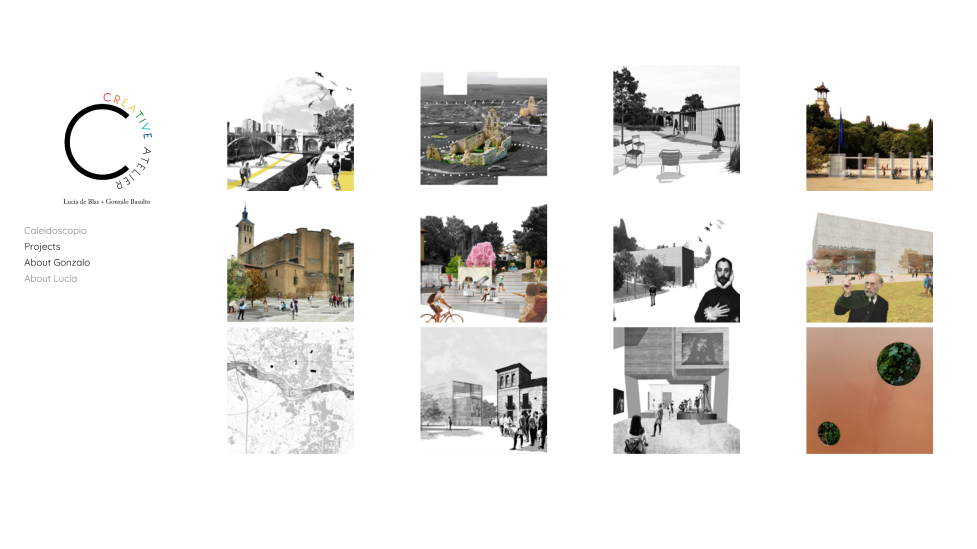 CREATIVE ATELIER
Lucía de Blas + Gonzalo Basulto
Caleidoscopio
Projects
About Gonzalo
About Lucía